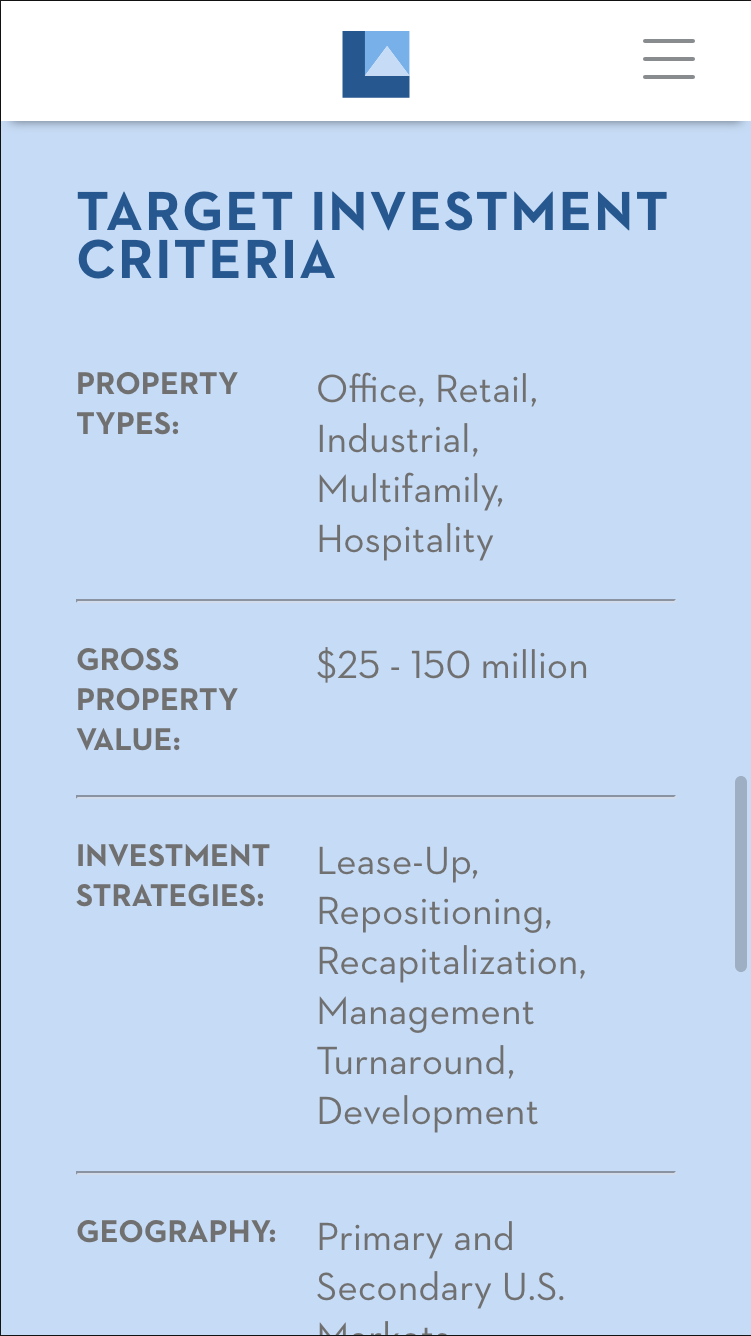 TARGET INVESTMENT
CRITERIA
PROPERTY
TYPES:
Office, Retail,
Industrial,
Multifamily,
Hospitality
GROSS
PROPERTY
VALUE:
$25 - 150 million
INVESTMENT
STRATEGIES:
Lease-Up,
Repositioning,
Recapitalization,
Management
Turnaround,
Development
GEOGRAPHY:
Primary and
Secondary U.S.